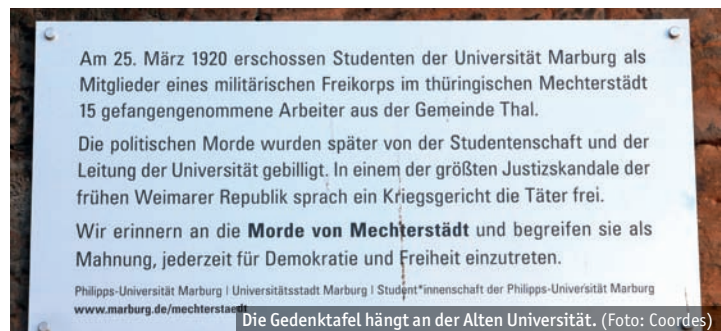 Am 25. März 1920 erschossen Studenten der Universität Marburg als
Mitglieder eines militärischen Freikorps im thüringischen Mechterstädt
15 gefangengenommene Arbeiter aus der Gemeinde Thal.
Die politischen Morde wurden später von der Studentenschaft und der
Leitung der Universität gebilligt. In einem der größten Justizskandale der
frühen Weimarer Republik sprach ein Kriegsgericht die Täter frei.
Wir erinnern an die Morde von Mechterstädt und begreifen sie als
Mahnung, jederzeit für Demokratie und Freiheit einzutreten.
Philipps-Universität Marburg | Universitätsstadt Marburg | Student*innenschaft der Philipps-Universität Marburg
www.marburg.de/mechterstaedt
Die Gedenktafel hängt an der Alten Universität. (Foto: Coordes)